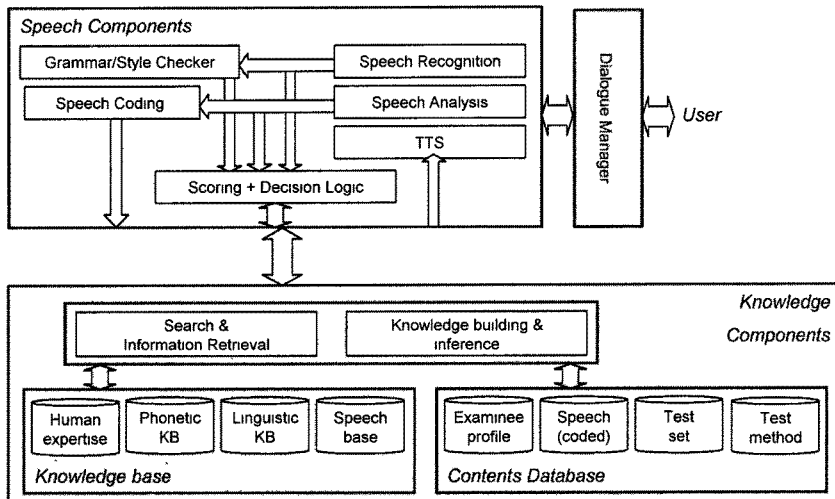 Speech Components
Grammar/Style Checker
Speech Recognition
Speech Coding
Speech Analysis
TTS
Scoring + Decision Logic
Dialogue Manager
User
Knowledge
Components
Search &
Information Retrieval
Knowledge building &
inference
Human
expertise
Phonetic
KB
Linguistic
KB
Speech
base
Knowledge base
Examinee
profile
Speech
(coded)
Test
set
Test
method
Contents Database